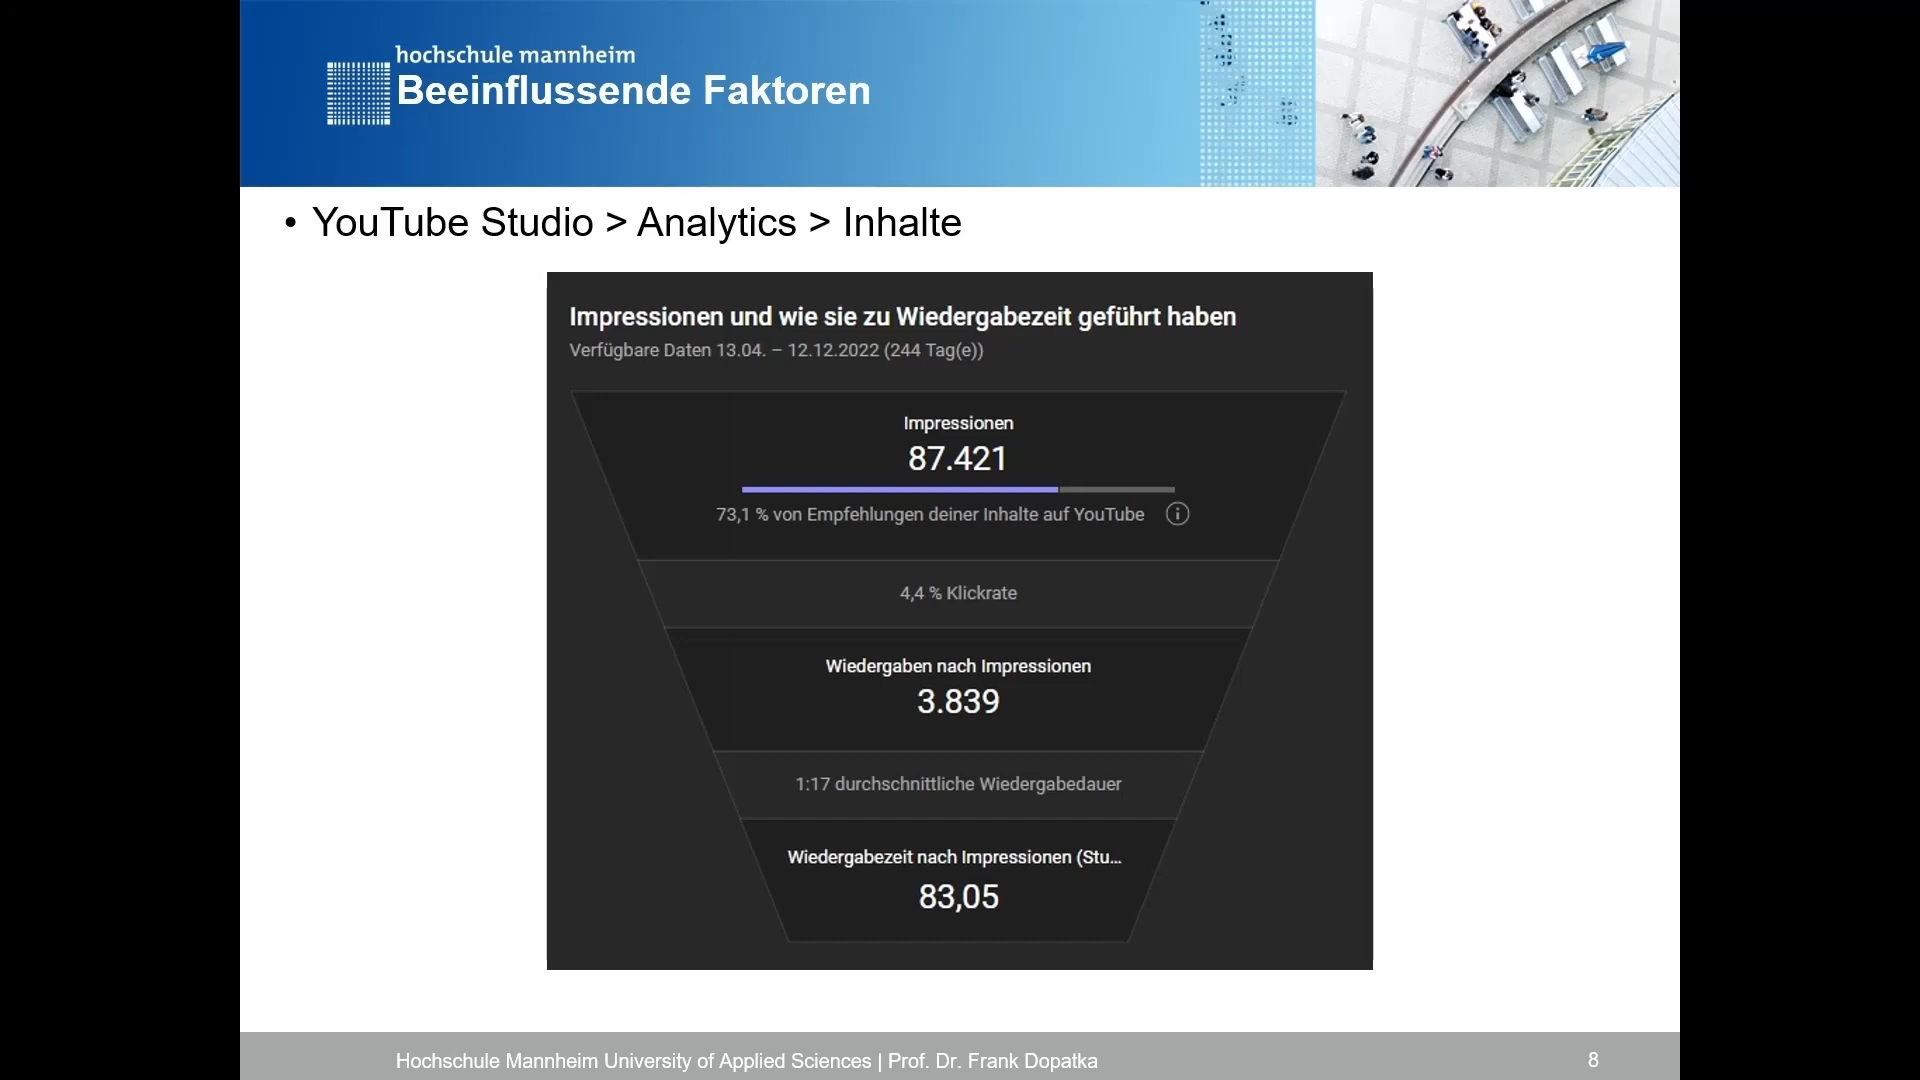 hochschule mannheim
Beeinflussende Faktoren
• YouTube Studio > Analytics > Inhalte
Impressionen und wie sie zu Wiedergabezeit geführt haben
Verfügbare Daten 13.04. – 12.12.2022 (244 Tag(e))
Impressionen
87.421
73,1 % von Empfehlungen deiner Inhalte auf YouTube
4,4 % Klickrate
Wiedergaben nach Impressionen
3.839
1:17 durchschnittliche Wiedergabedauer
Wiedergabezeit nach Impressionen (Stu...
83,05
Hochschule Mannheim University of Applied Sciences | Prof. Dr. Frank Dopatka
8